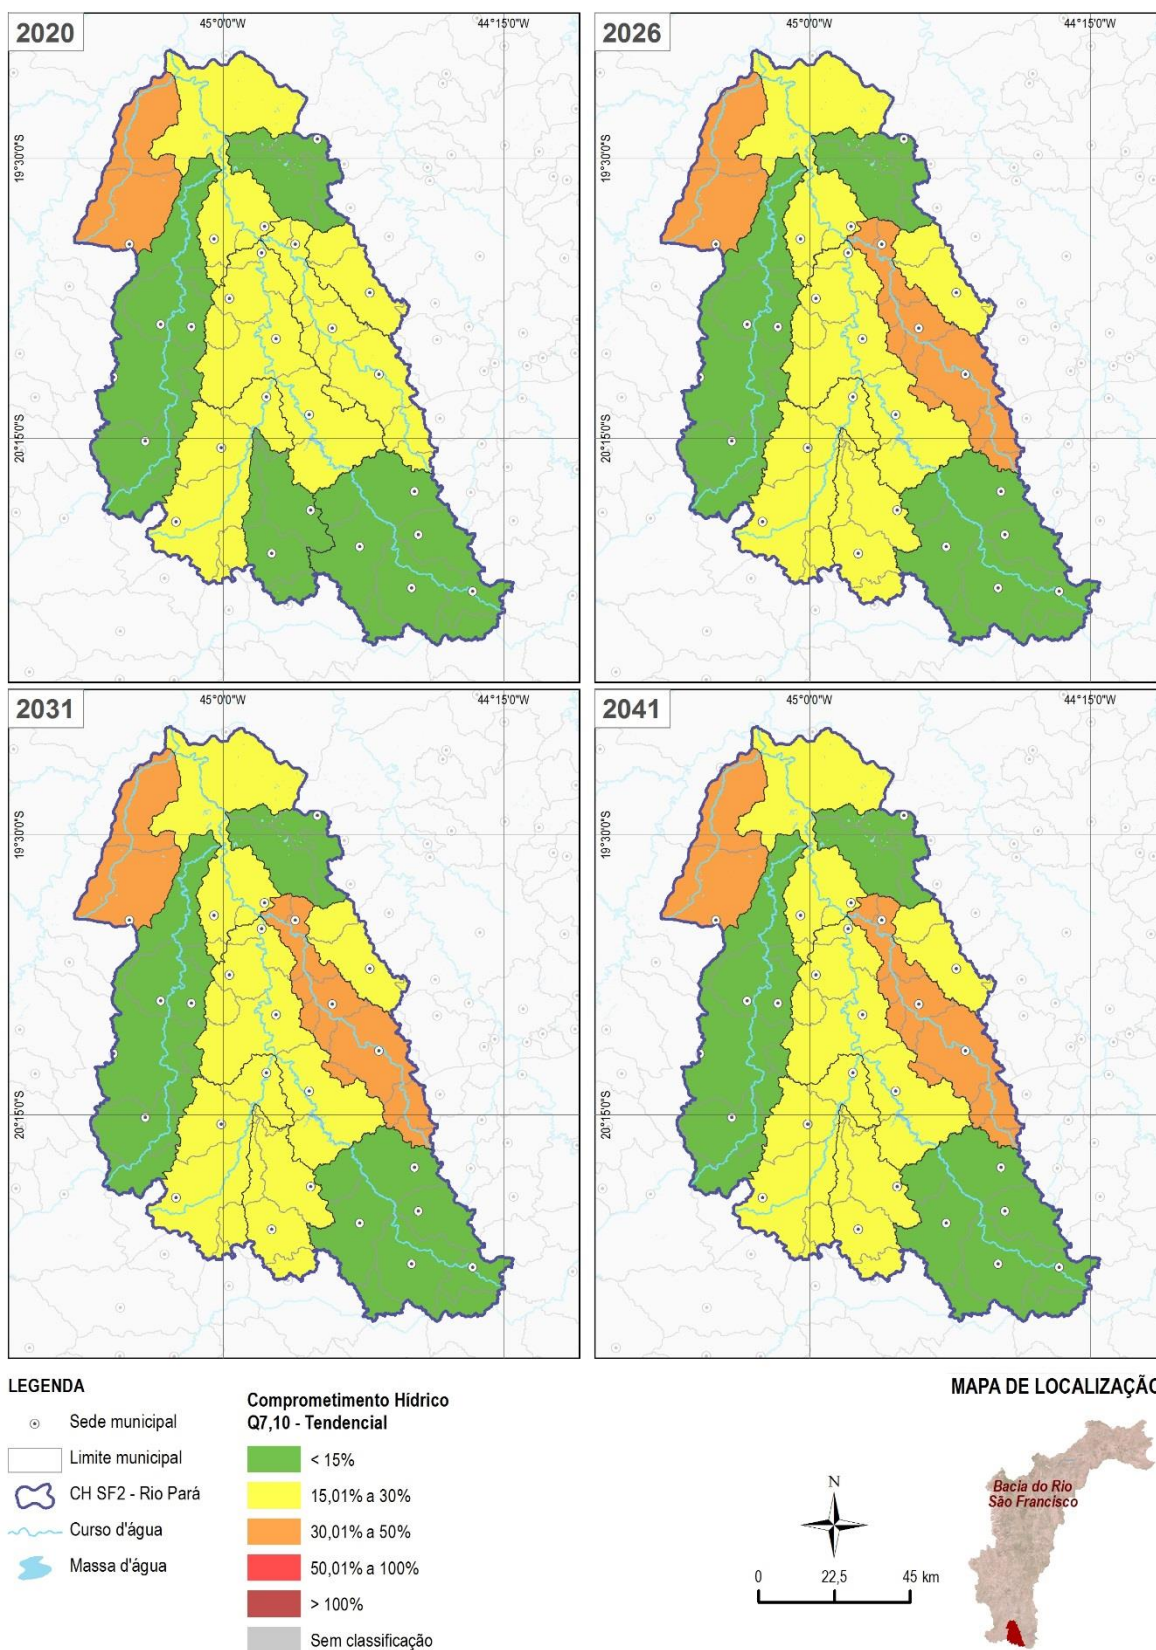 2020
45°0'0"W
44°15'0"W
19°30'0"S
20°15'0"S
2026
45°0'0"W
44°15'0"W
19°30'0"S
20°15'0"S
2031
45°0'0"W
44°15'0"W
19°30'0"S
20°15'0"S
2041
45°0'0"W
44°15'0"W
19°30'0"S
20°15'0"S
LEGENDA
Sede municipal
Limite municipal
CH SF2 - Rio Pará
Curso d'água
Massa d'água
Comprometimento Hídrico
Q7,10 - Tendencial
< 15%
15,01% a 30%
30,01% a 50%
50,01% a 100%
> 100%
Sem classificação
N
0 22,5 45 km
MAPA DE LOCALIZAÇÃO
Bacia do Rio
São Francisco